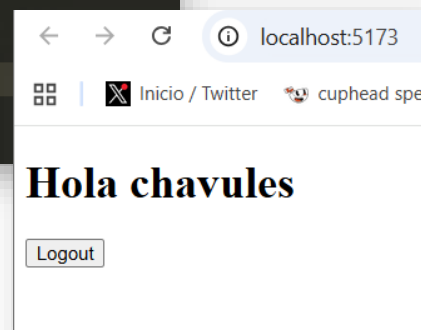 localhost:5173
Inicio / Twitter cuphead spe
Hola chavules
Logout